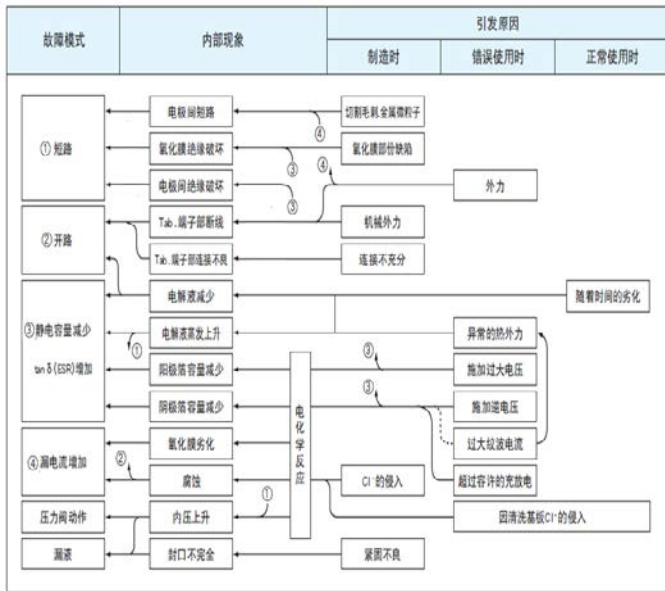 故障模式 内部现象 引发原因
制造时 错误使用时 正常使用时
①短路 电极间短路 ④ 切割毛刺.金属微粒子
氧化膜绝缘破坏 ③ 氧化膜部份缺陷
电极间绝缘破坏 ③ ④ 外力
②开路 Tab.端子部断线 机械外力
Tab.端子部连接不良 连接不充分
电解液减少 随着时间的劣化
③静电容量减少
tan δ(ESR)增加
电解液蒸发上升 ① 异常的热外力
阳极箔容量减少 ③ 施加过大电压
阴极箔容量减少 ③ 施加逆电压
电化学反应
过大纹波电流
④漏电流增加 氧化膜劣化
② 腐蚀 Cl⁻的侵入 超过容许的充放电
压力阀动作 内压上升 ① 因清洗基板Cl⁻的侵入
漏液 封口不完全 紧固不良